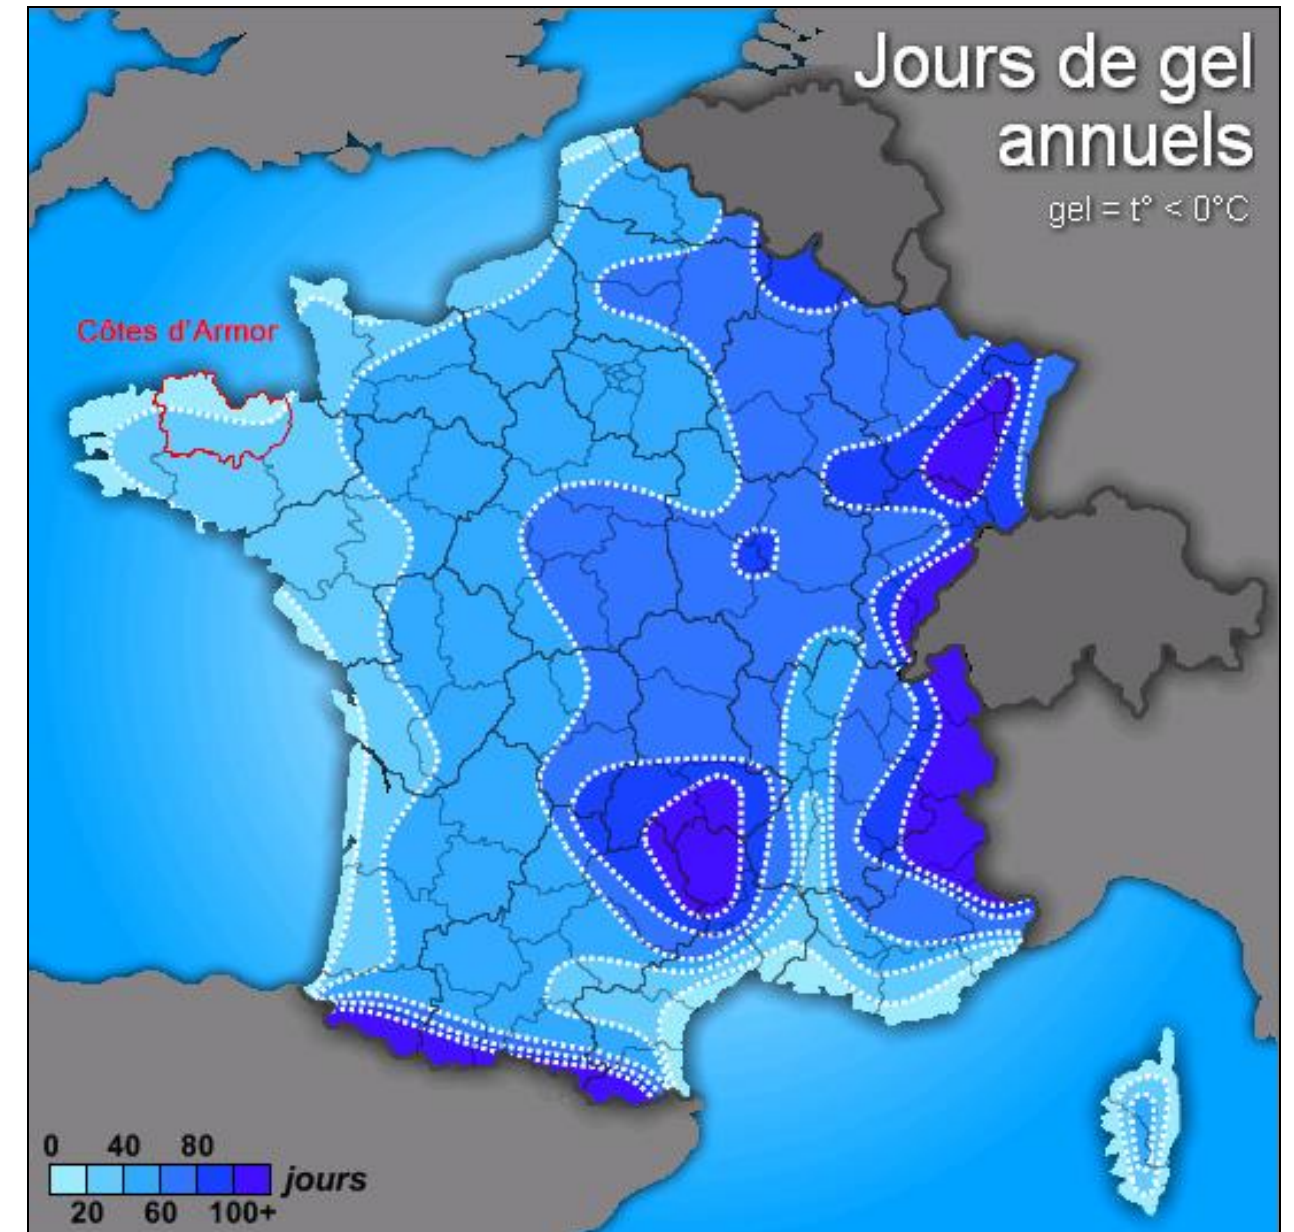 Jours de gel
annuels
gel = t° < 0°C
Côtes d'Armor
0 40 80
jours
20 60 100+